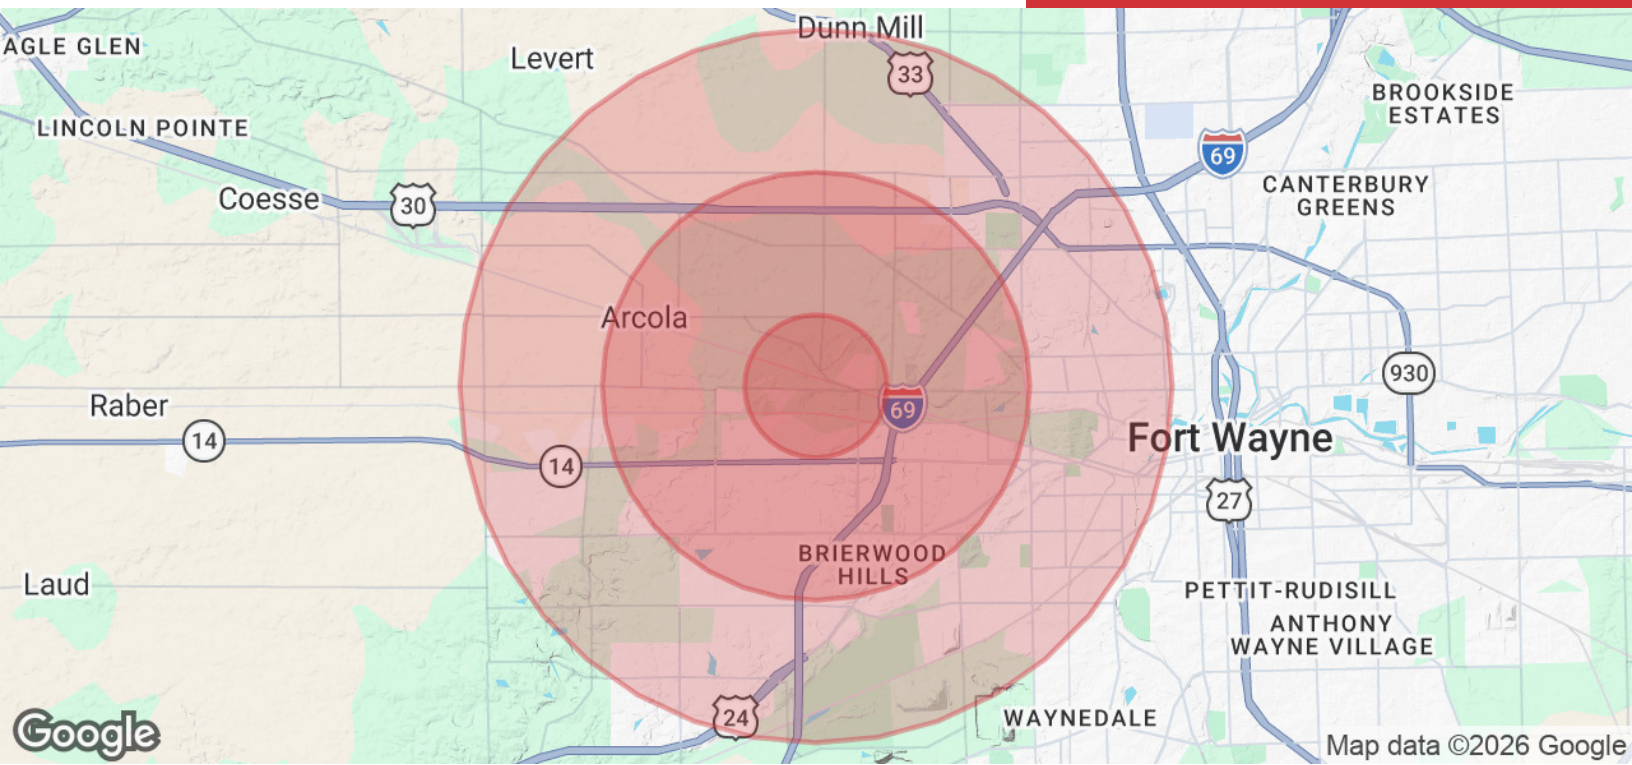 Dunn Mill
AGLE GLEN
Levert
33
BROOKSIDE
ESTATES
LINCOLN POINTE
69
CANTERBURY
GREENS
Coesse
30
Arcola
930
Raber
69
14
Fort Wayne
14
27
BRIERWOOD
HILLS
Laud
PETTIT-RUDISILL
ANTHONY
WAYNE VILLAGE
24
WAYNEDALE
Google
Map data ©2026 Google